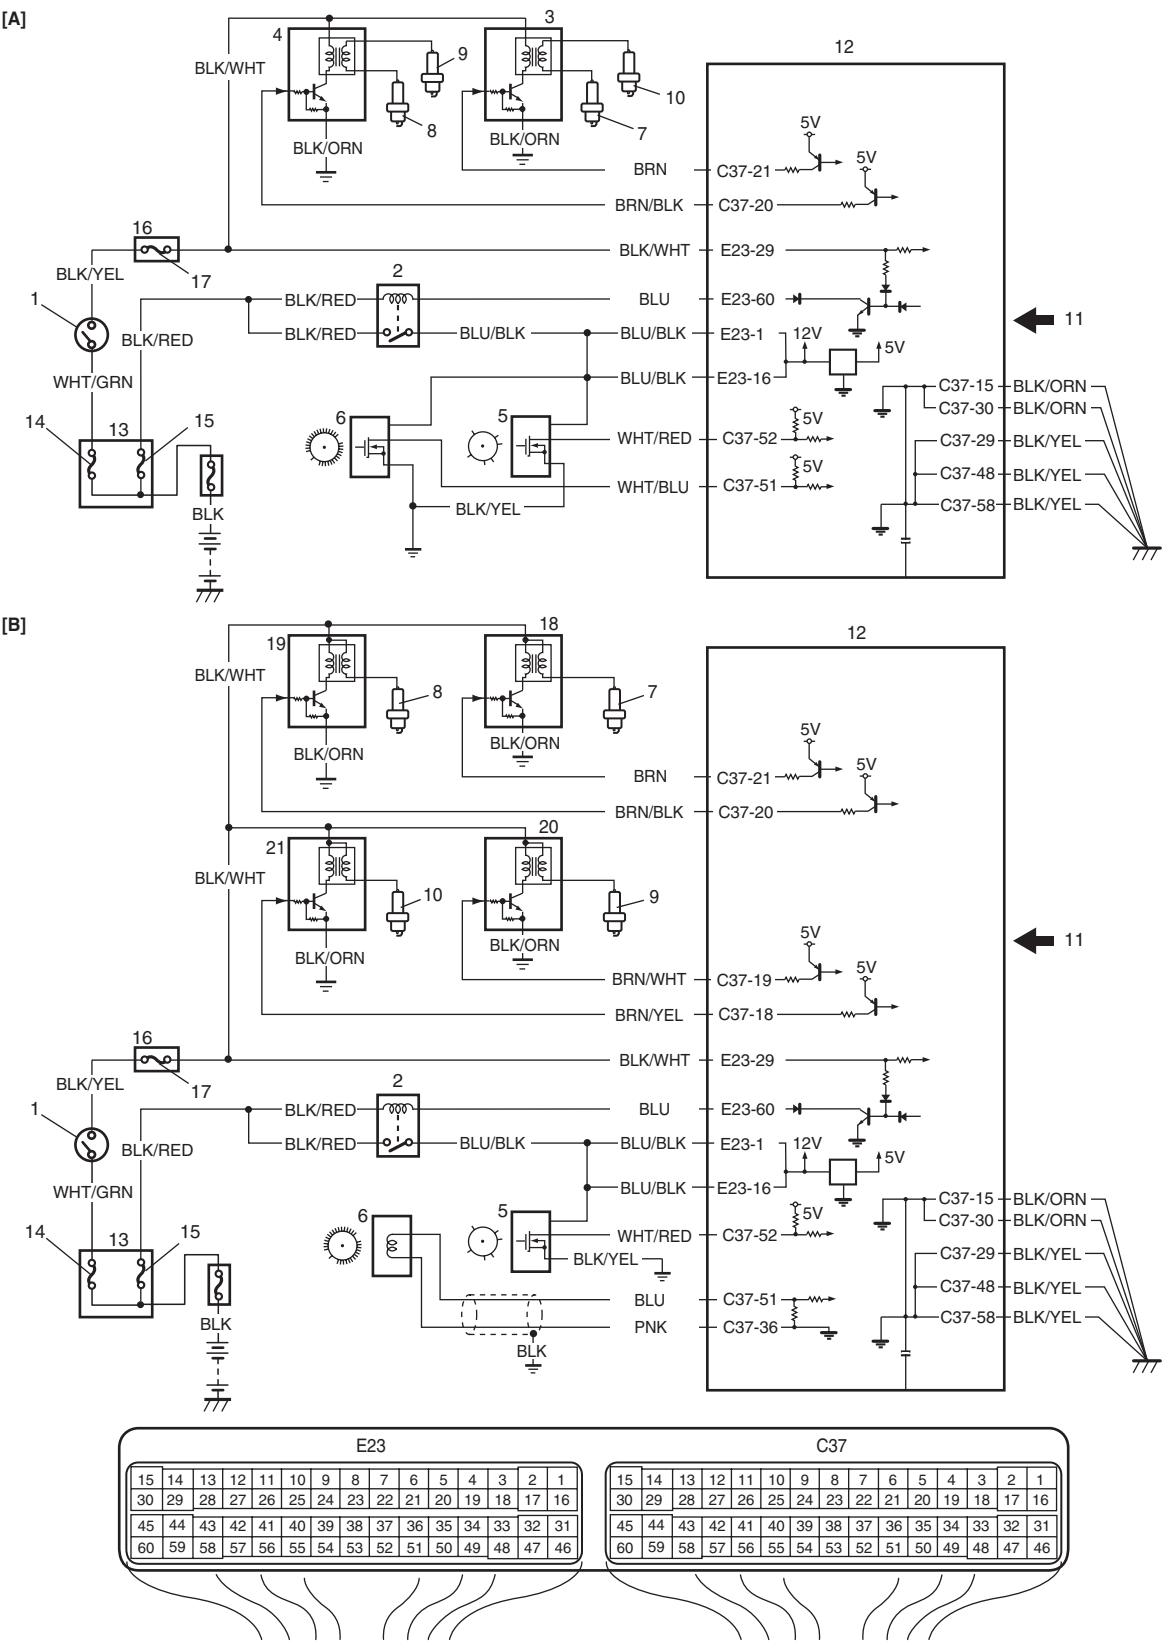 [A]
4
3
12
BLK/WHT
9
8
10
7
BLK/ORN
BLK/ORN
5V
5V
BRN
C37-21
BRN/BLK
C37-20
16
17
BLK/WHT
E23-29
BLK/YEL
1
2
BLK/RED
BLU
E23-60
11
BLK/RED
BLK/RED
BLU/BLK
BLU/BLK
E23-1
12V
5V
WHT/GRN
BLU/BLK
E23-16
C37-15
BLK/ORN
C37-30
BLK/ORN
14
13
15
6
5
WHT/RED
C37-52
5V
C37-29
BLK/YEL
5V
C37-48
BLK/YEL
WHT/BLU
C37-51
BLK
BLK/YEL
C37-58
BLK/YEL
[B]
19
18
12
BLK/WHT
8
7
BLK/ORN
BLK/ORN
5V
5V
BRN
C37-21
BRN/BLK
C37-20
21
20
BLK/WHT
10
9
BLK/ORN
BLK/ORN
5V
5V
11
BRN/WHT
C37-19
BRN/YEL
C37-18
16
17
BLK/WHT
E23-29
BLK/YEL
1
2
BLK/RED
BLU
E23-60
BLK/RED
BLK/RED
BLU/BLK
BLU/BLK
E23-1
12V
5V
WHT/GRN
BLU/BLK
E23-16
C37-15
BLK/ORN
C37-30
BLK/ORN
14
13
15
6
5
WHT/RED
C37-52
5V
BLK/YEL
C37-29
BLK/YEL
C37-48
BLK/YEL
BLU
C37-51
BLK
PNK
C37-36
C37-58
BLK/YEL
BLK
E23
C37
15 14 13 12 11 10 9 8 7 6 5 4 3 2 1
30 29 28 27 26 25 24 23 22 21 20 19 18 17 16
45 44 43 42 41 40 39 38 37 36 35 34 33 32 31
60 59 58 57 56 55 54 53 52 51 50 49 48 47 46
15 14 13 12 11 10 9 8 7 6 5 4 3 2 1
30 29 28 27 26 25 24 23 22 21 20 19 18 17 16
45 44 43 42 41 40 39 38 37 36 35 34 33 32 31
60 59 58 57 56 55 54 53 52 51 50 49 48 47 46